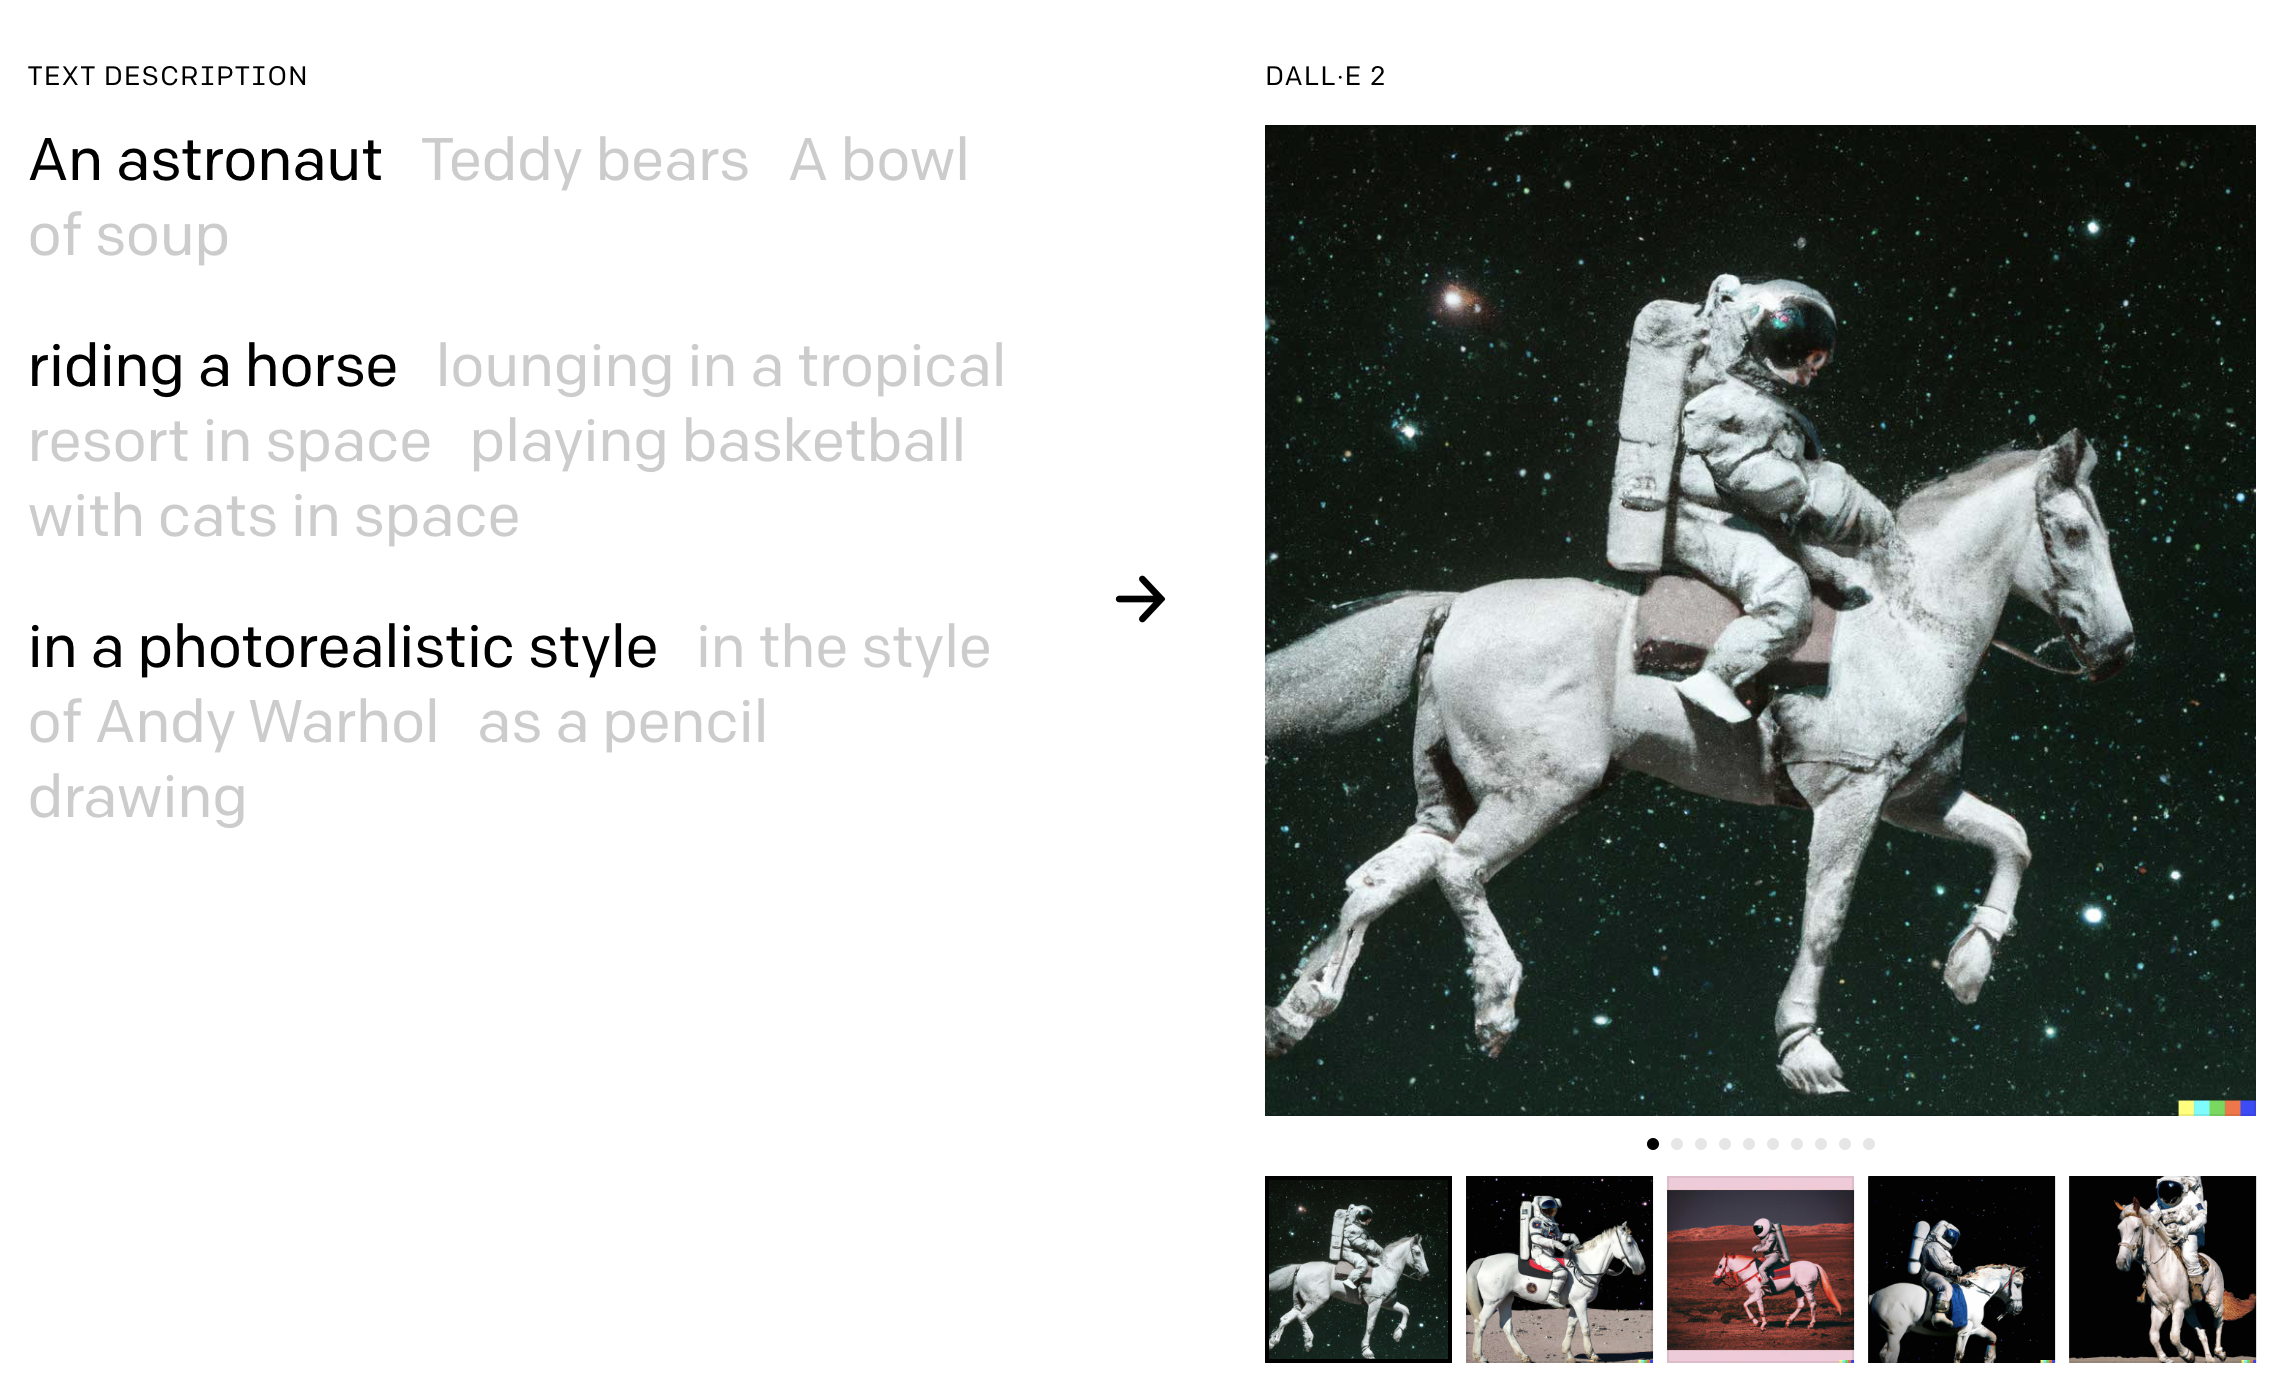 TEXT DESCRIPTION
An astronaut Teddy bears A bowl
of soup
riding a horse lounging in a tropical
resort in space playing basketball
with cats in space
in a photorealistic style in the style
of Andy Warhol as a pencil
drawing
DALL·E 2